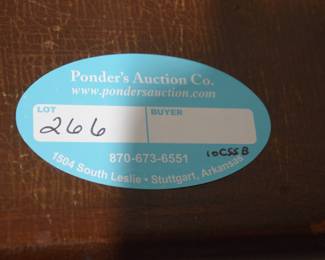 Ponder's Auction Co.
www.pondersauction.com
LOT BUYER
266
870-673-6551
10CSSB
1504 South Leslie • Stuttgart, Arkansas